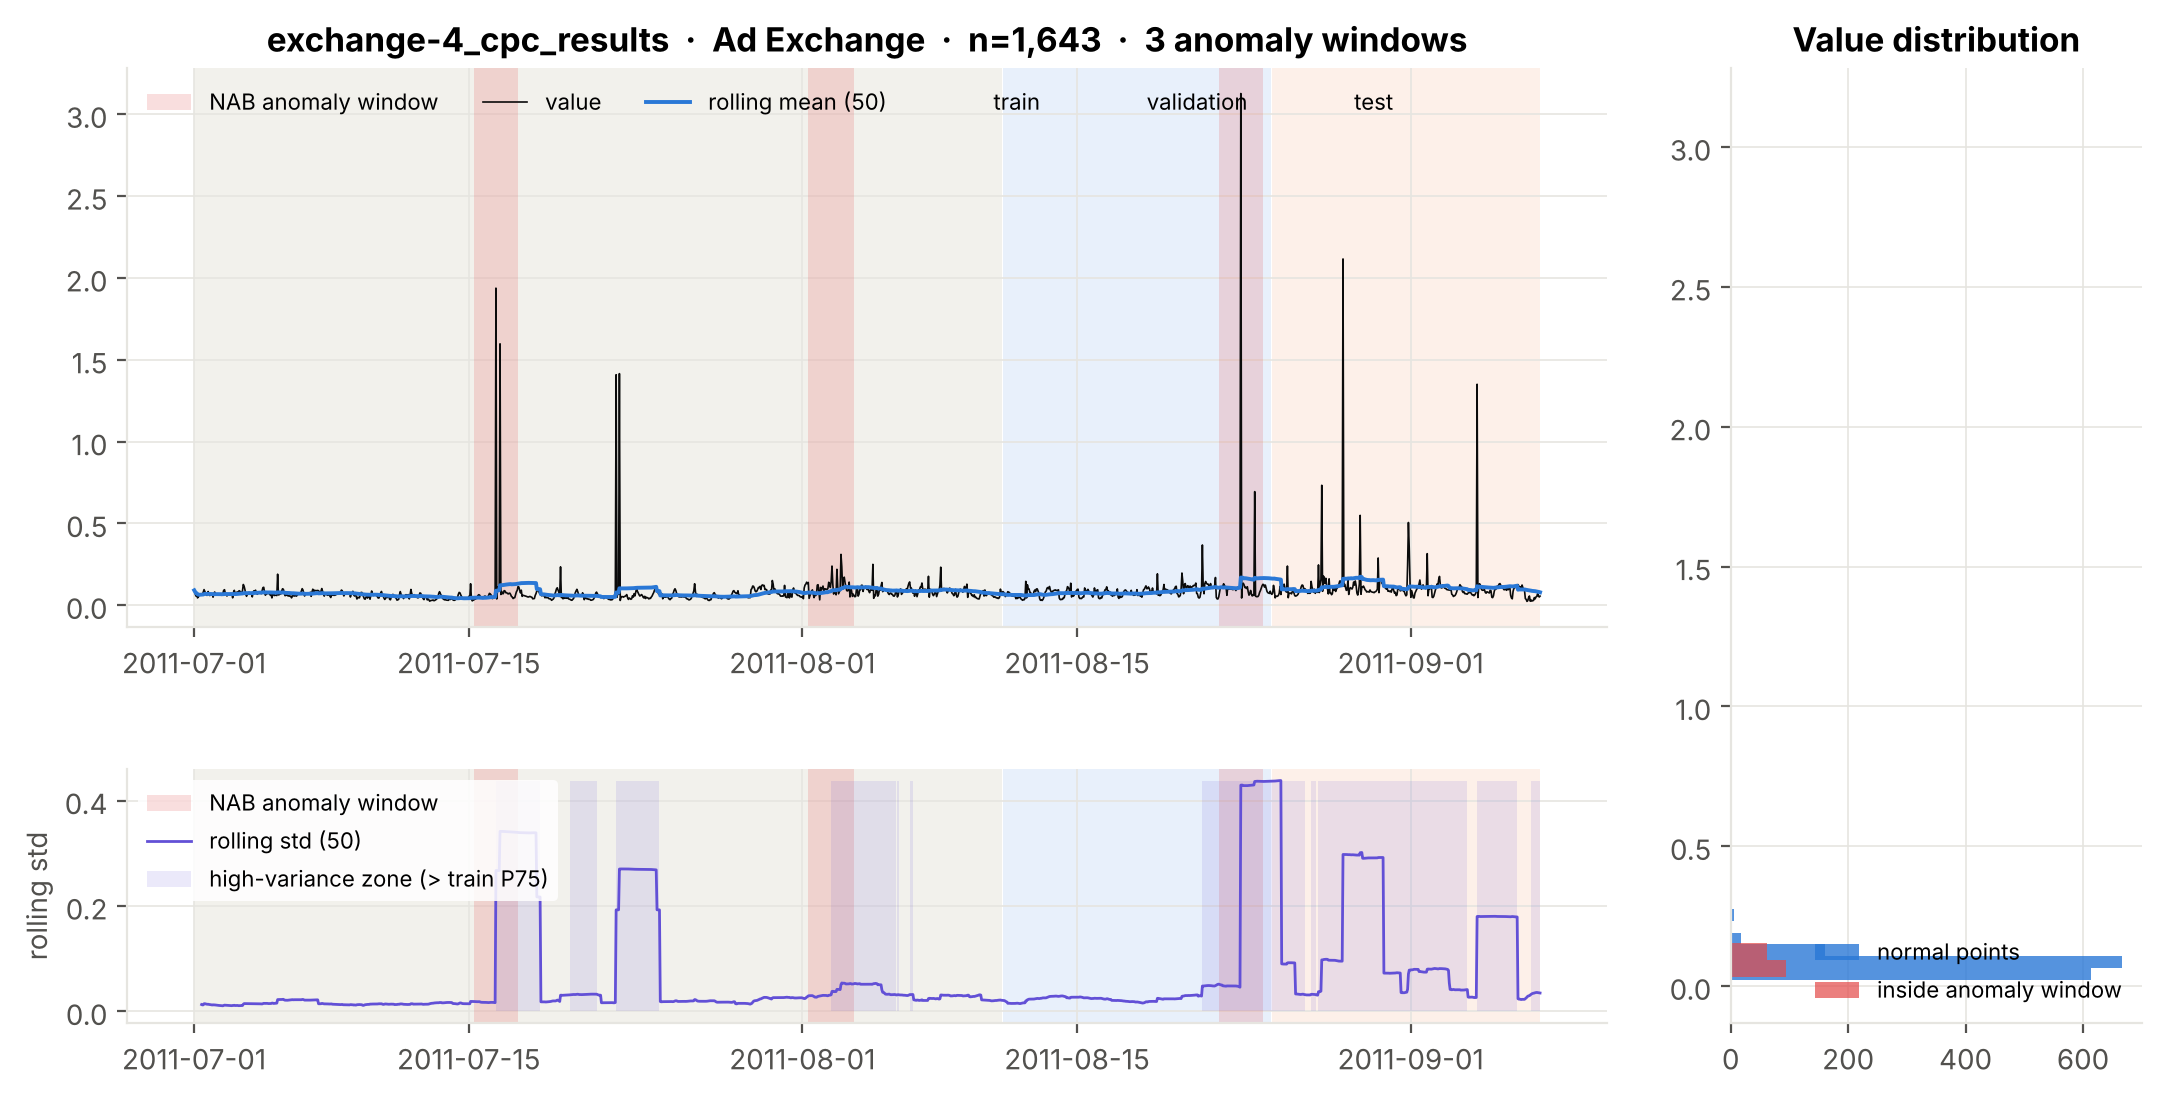 exchange-4_cpc_results · Ad Exchange · n=1,643 · 3 anomaly windows
NAB anomaly window
value
rolling mean (50)
train
validation
test
3.0
2.5
2.0
1.5
1.0
0.5
0.0
2011-07-01
2011-07-15
2011-08-01
2011-08-15
2011-09-01
rolling std
NAB anomaly window
rolling std (50)
high-variance zone (> train P75)
0.4
0.2
0.0
2011-07-01
2011-07-15
2011-08-01
2011-08-15
2011-09-01
Value distribution
3.0
2.5
2.0
1.5
1.0
0.5
0.0
normal points
inside anomaly window
0
200
400
600